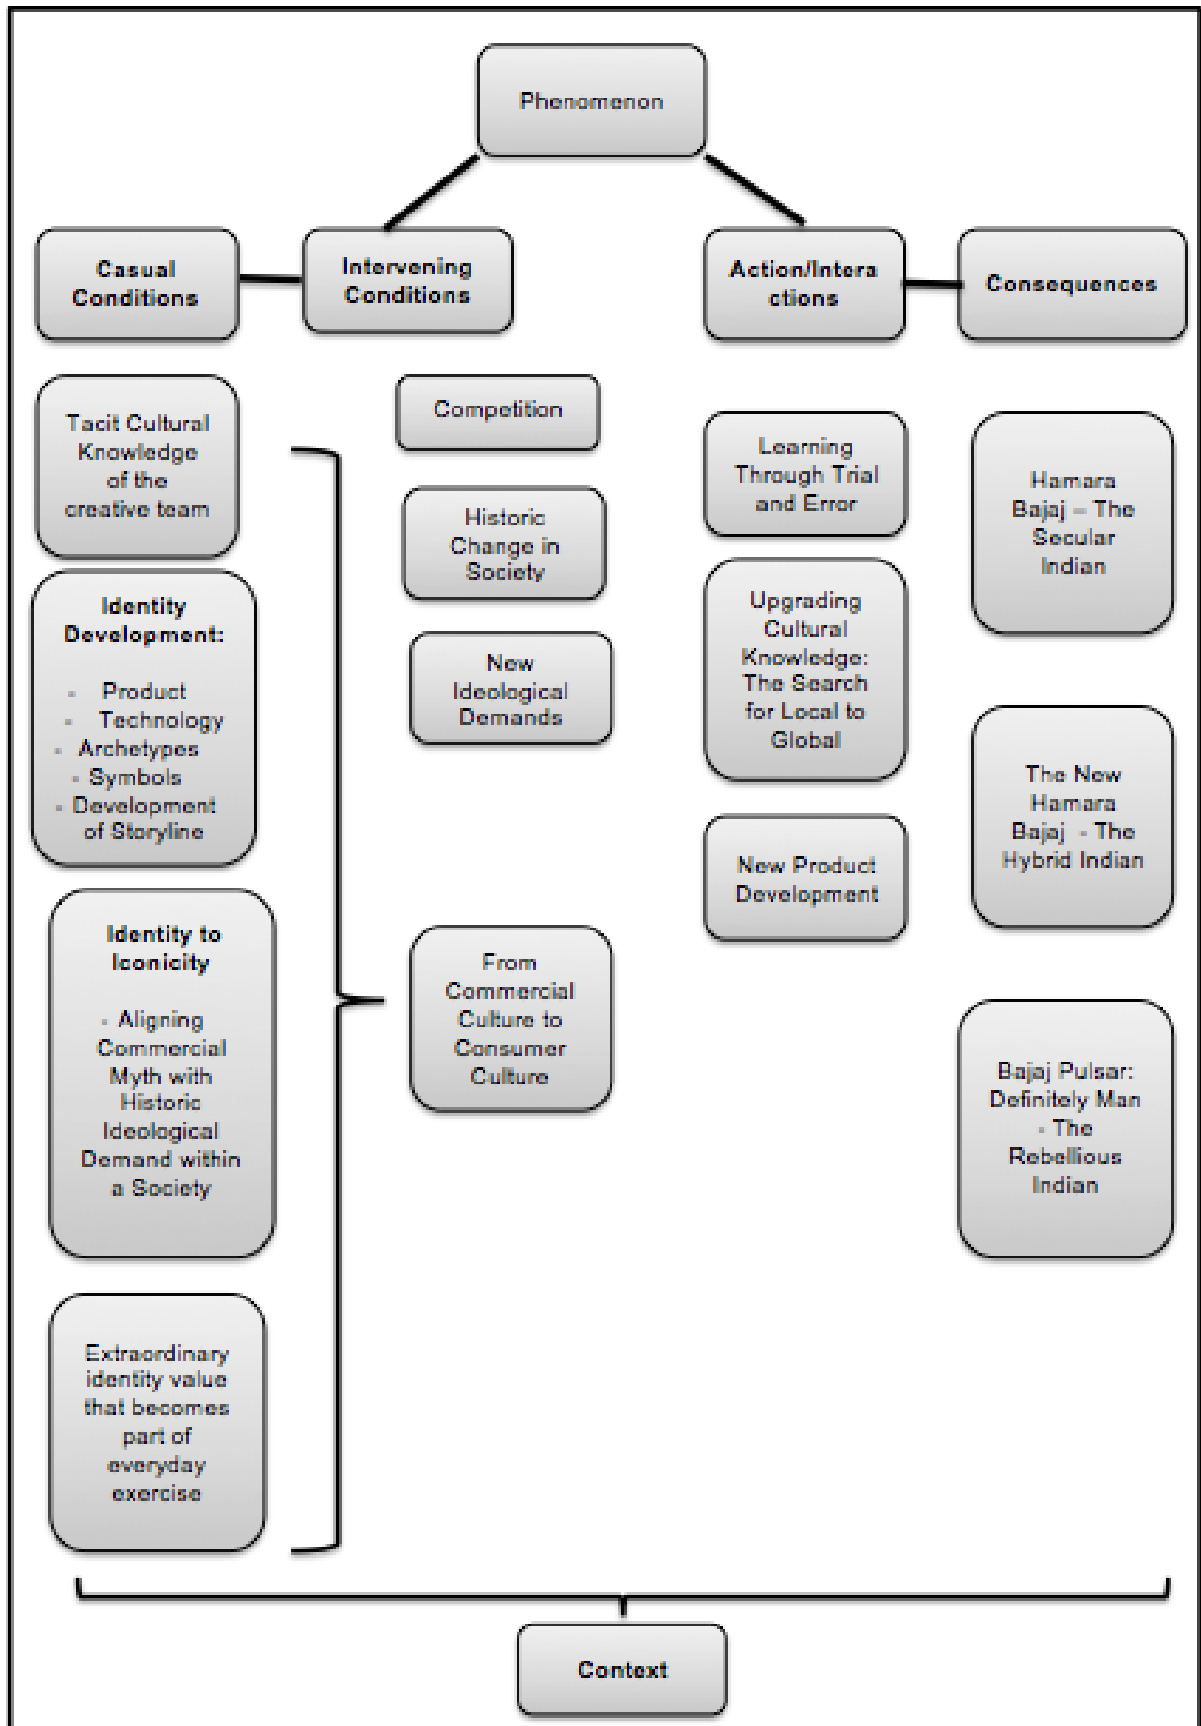 Phenomenon
Casual
Conditions
Intervening
Conditions
Action/Intera
ctions
Consequences
Tacit Cultural
Knowledge
of the
creative team
Identity
Development:
- Product
- Technology
- Archetypes
- Symbols
- Development
of Storyline
Identity to
Iconicity
- Aligning
Commercial
Myth with
Historic
Ideological
Demand within
a Society
Extraordinary
identity value
that becomes
part of
everyday
exercise
Competition
Historic
Change in
Society
New
Ideological
Demands
From
Commercial
Culture to
Consumer
Culture
Learning
Through Trial
and Error
Upgrading
Cultural
Knowledge:
The Search
for Local to
Global
New Product
Development
Hamara
Bajaj – The
Secular
Indian
The New
Hamara
Bajaj - The
Hybrid Indian
Bajaj Pulsar:
Definitely Man
- The
Rebellious
Indian
Context